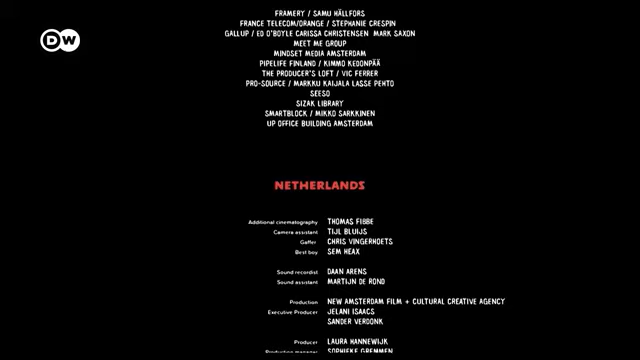 DW
FRAMERY / SAMU HÄLLFORS
FRANCE TELECOM/ORANGE / STEPHANIE CRESPIN
GALLUP / ED O'BOYLE CARISSA CHRISTENSEN MARK SAXON
MEET ME GROUP
MINDSET MEDIA AMSTERDAM
PIPELIFE FINLAND / KIMMO KEDONPÄÄ
THE PRODUCER'S LOFT / VIC FERRER
PRO-SOURCE / MARKKU KAIJALA LASSE PEHTO
SEESO
SIZAK LIBRARY
SMARTBLOCK / MIKKO SARKKINEN
UP OFFICE BUILDING AMSTERDAM
NETHERLANDS
Additional cinematography THOMAS FIBBE
Camera assistant TIJL BLUIJS
Gaffer CHRIS VINGERHOETS
Best boy SEM HEAX
Sound recordist DAAN ARENS
Sound assistant MARTIJN DE ROND
Production NEW AMSTERDAM FILM + CULTURAL CREATIVE AGENCY
Executive Producer JELANI ISAACS
SANDER VERDONK
Producer LAURA HANNEWIJK
Production manager SOPHIEKE GREMMEN